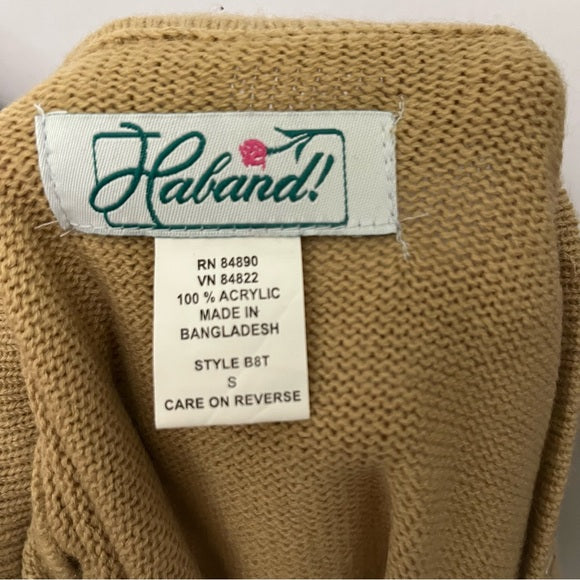 Haband!
RN 84890
VN 84822
100 % ACRYLIC
MADE IN
BANGLADESH
STYLE B8T
S
CARE ON REVERSE